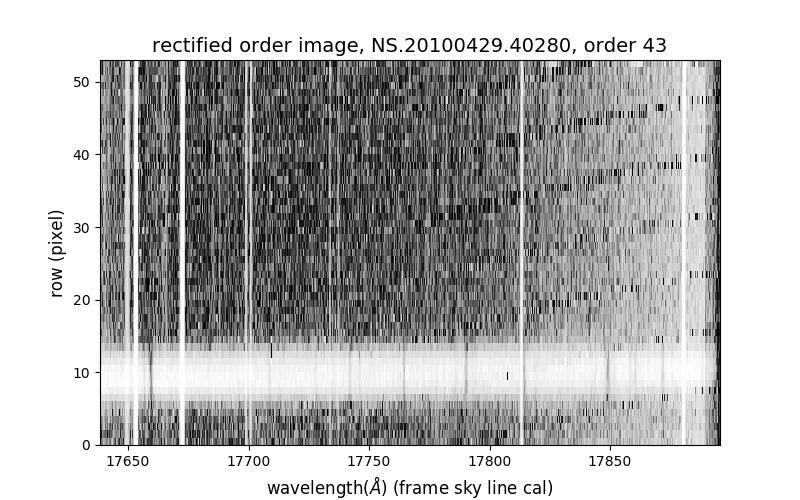 rectified order image, NS.20100429.40280, order 43
50
40
30
20
10
0
row (pixel)
17650 17700 17750 17800 17850
wavelength(Å) (frame sky line cal)